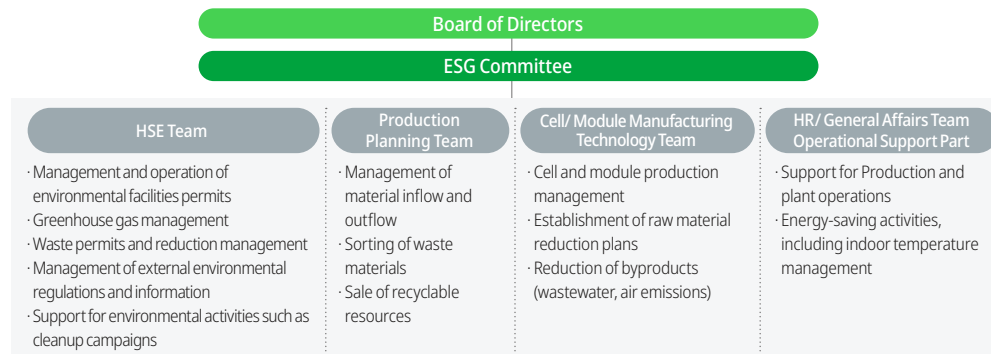 Board of Directors
ESG Committee
HSE Team
· Management and operation of
environmental facilities permits
· Greenhouse gas management
· Waste permits and reduction management
· Management of external environmental
regulations and information
· Support for environmental activities such as
cleanup campaigns
Production
Planning Team
· Management of
material inflow and
outflow
· Sorting of waste
materials
· Sale of recyclable
resources
Cell/ Module Manufacturing
Technology Team
· Cell and module production
management
· Establishment of raw material
reduction plans
· Reduction of byproducts
(wastewater, air emissions)
HR/ General Affairs Team
Operational Support Part
· Support for Production and
plant operations
· Energy-saving activities,
including indoor temperature
management